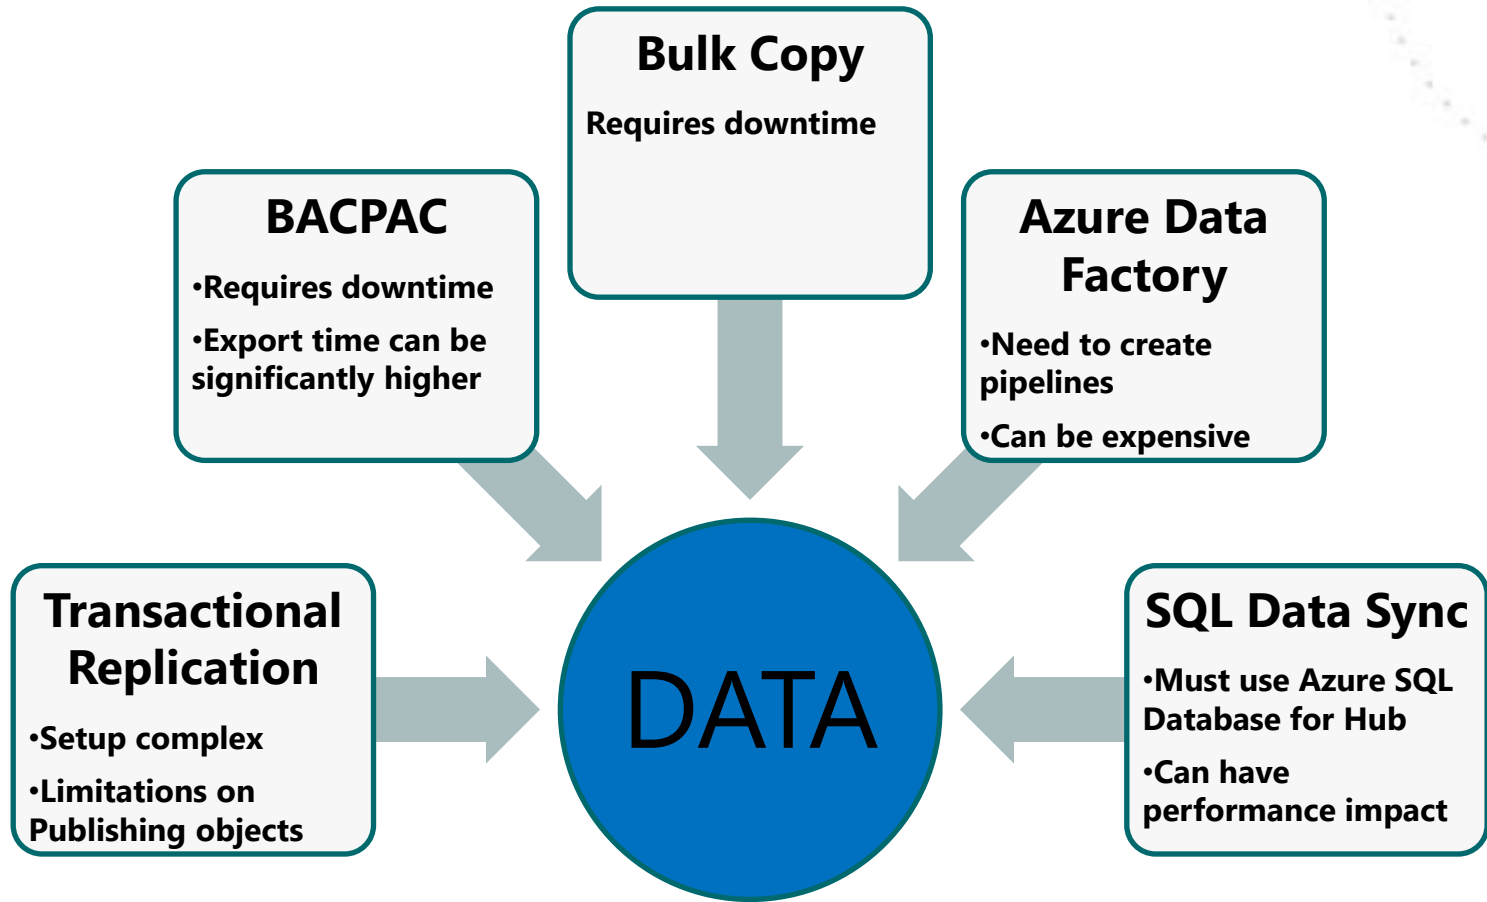 Bulk Copy
Requires downtime
BACPAC
•Requires downtime
•Export time can be
significantly higher
Azure Data
Factory
•Need to create
pipelines
•Can be expensive
Transactional
Replication
•Setup complex
•Limitations on
Publishing objects
DATA
SQL Data Sync
•Must use Azure SQL
Database for Hub
•Can have
performance impact